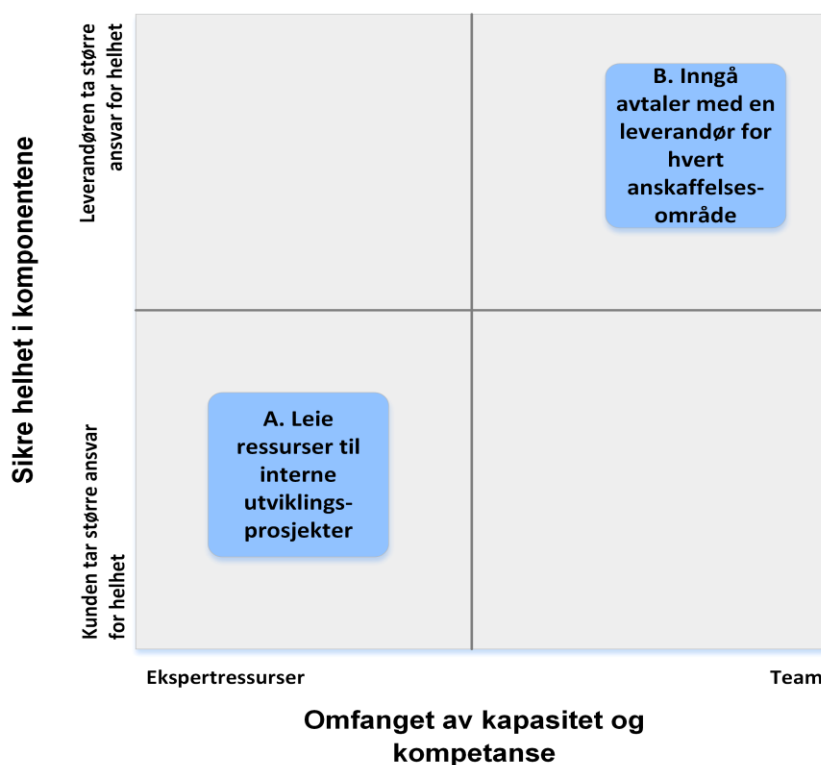 Sikre helhet i komponentene
Leverandøren ta større
ansvar for helhet
Kunden tar større ansvar
for helhet
B. Inngå
avtaler med en
leverandør for
hvert
anskaffelses-
område
A. Leie
ressurser til
interne
utviklings-
prosjekter
Ekspertressurser
Team
Omfanget av kapasitet og
kompetanse